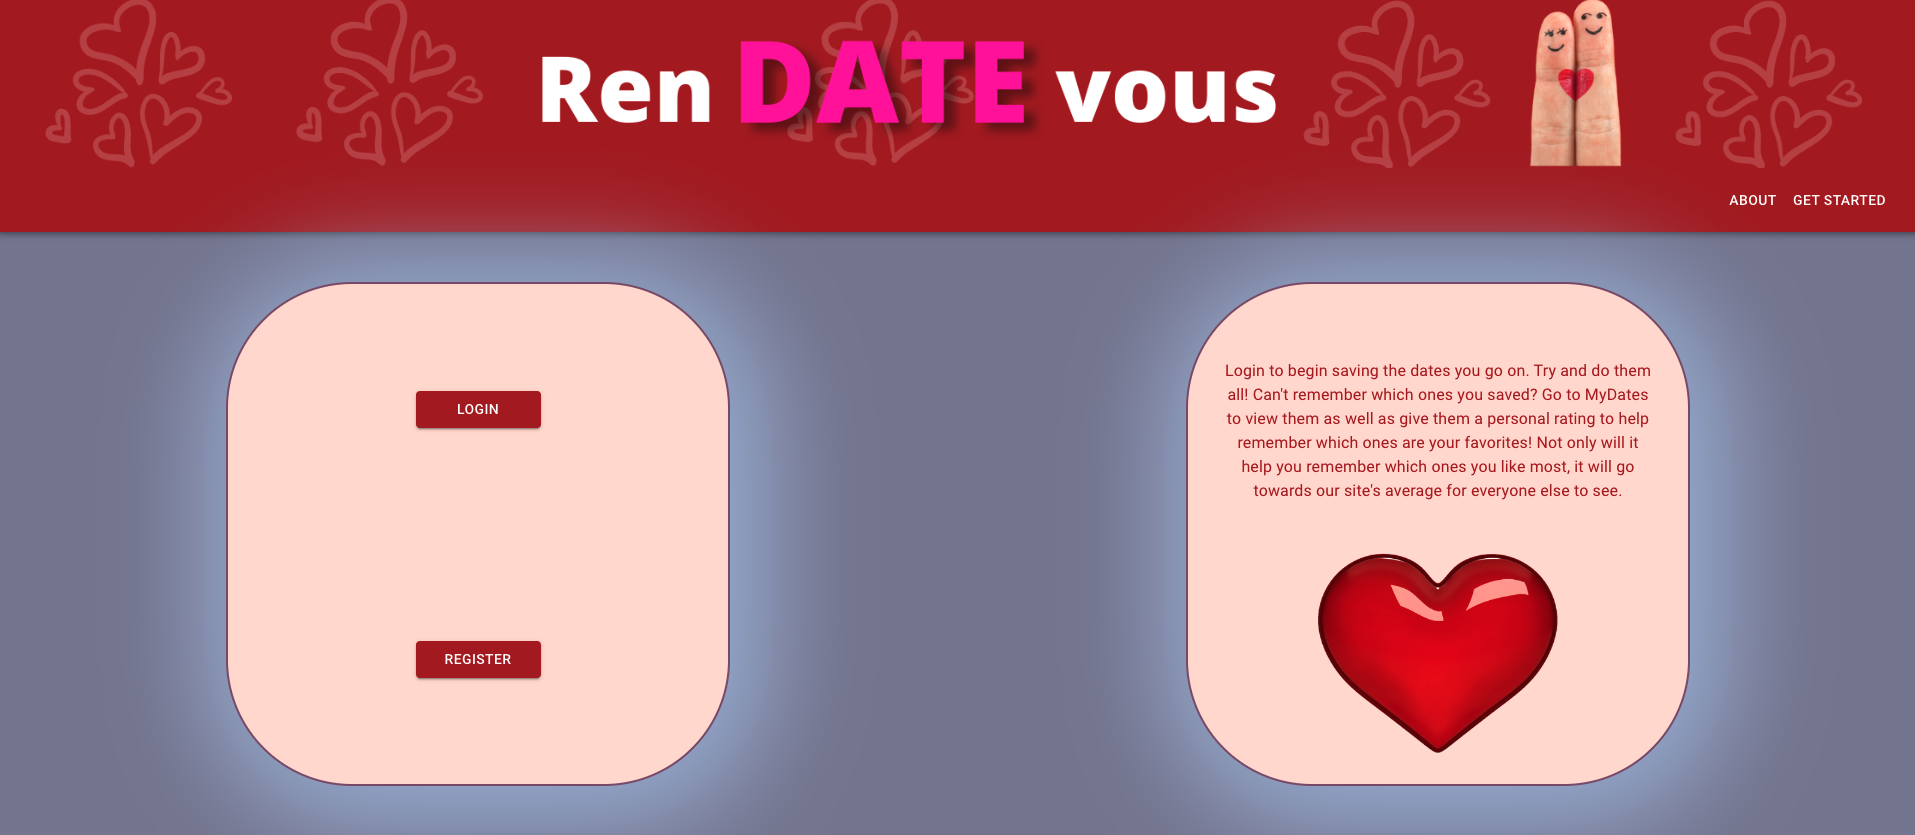 Ren DATE vous
ABOUT GET STARTED
LOGIN
REGISTER
Login to begin saving the dates you go on. Try and do them
all! Can't remember which ones you saved? Go to MyDates
to view them as well as give them a personal rating to help
remember which ones are your favorites! Not only will it
help you remember which ones you like most, it will go
towards our site's average for everyone else to see.